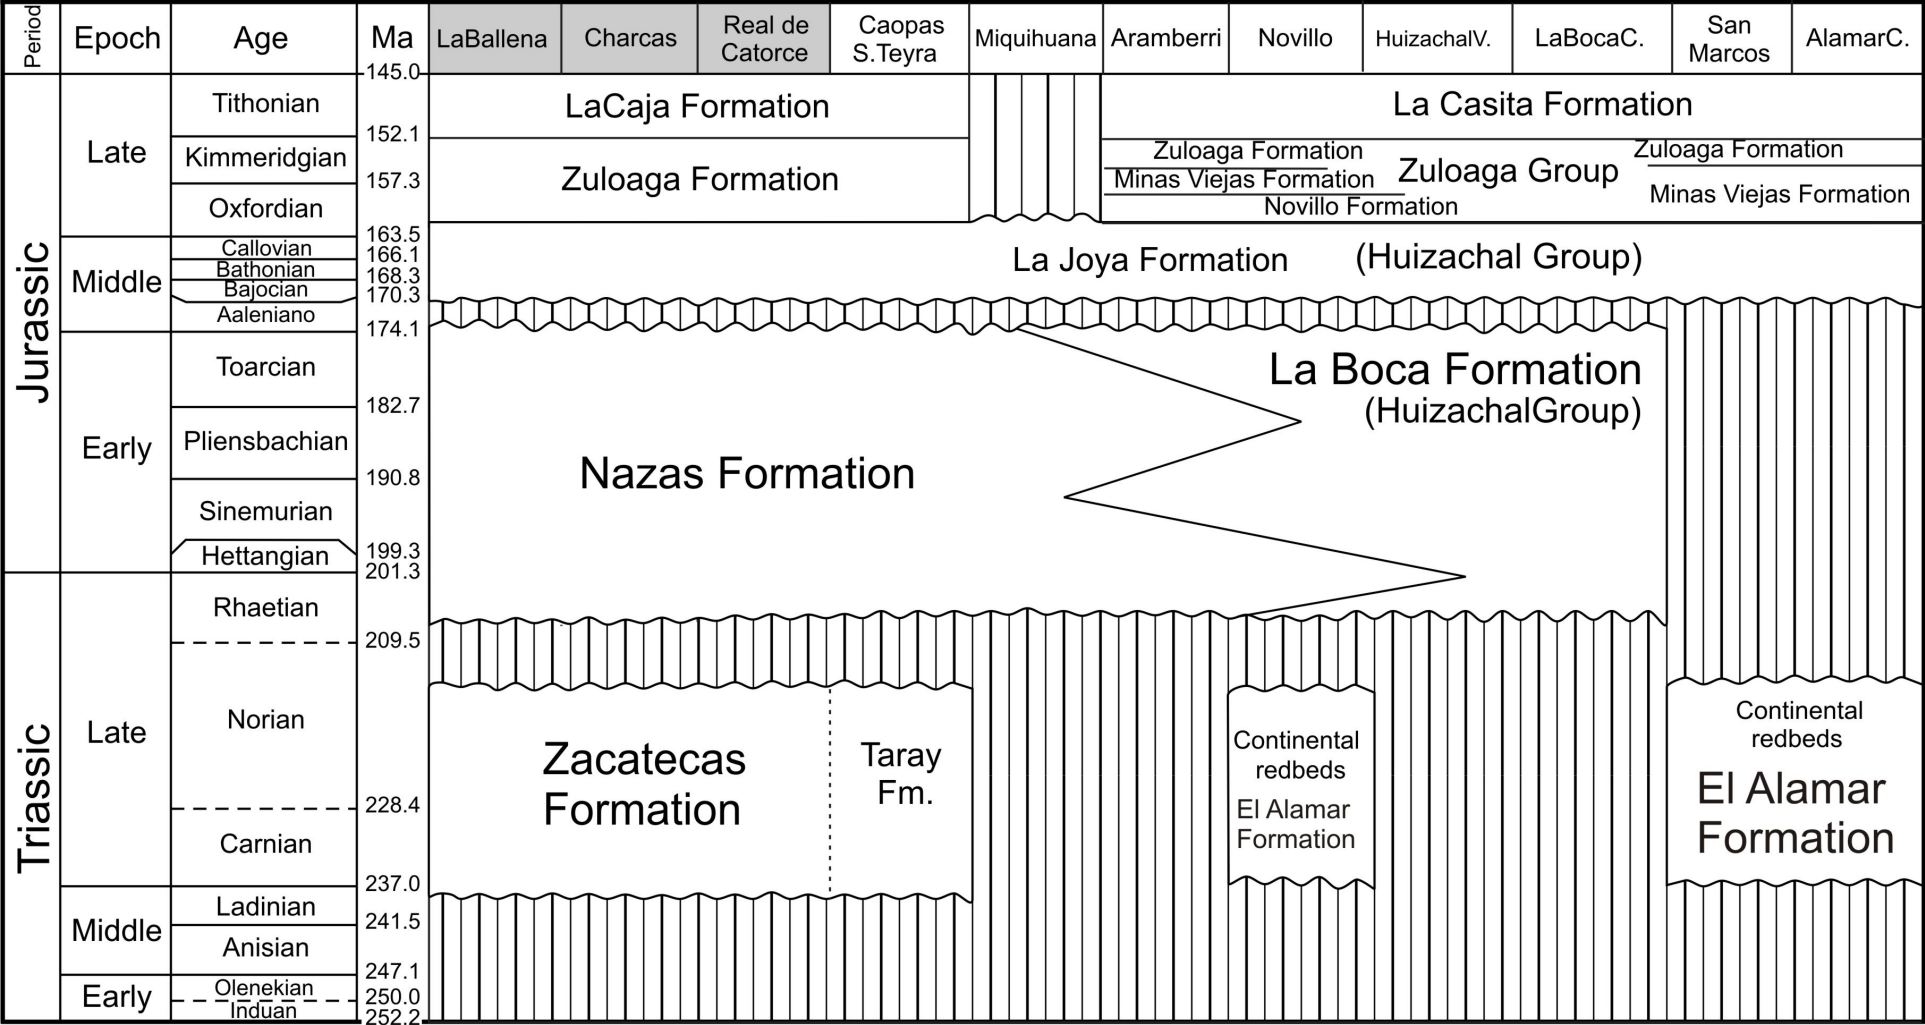 Period
Epoch
Age
Ma
LaBallena
Charcas
Real de
Catorce
Caopas
S.Teyra
Miquihuana
Aramberri
Novillo
HuizachalV.
LaBocaC.
San
Marcos
AlamarC.
Jurassic
Triassic
Late
Middle
Early
Late
Middle
Early
Tithonian
Kimmeridgian
Oxfordian
Callovian
Bathonian
Bajocian
Aaleniano
Toarcian
Pliensbachian
Sinemurian
Hettangian
Rhaetian
Norian
Carnian
Ladinian
Anisian
Olenekian
Induan
145.0
152.1
157.3
163.5
166.1
168.3
170.3
174.1
182.7
190.8
199.3
201.3
209.5
228.4
237.0
241.5
247.1
250.0
252.2
LaCaja Formation
La Casita Formation
Zuloaga Formation
Zuloaga Formation
Minas Viejas Formation
Novillo Formation
Zuloaga Group
Zuloaga Formation
Minas Viejas Formation
La Joya Formation (Huizachal Group)
La Boca Formation
(HuizachalGroup)
Nazas Formation
Zacatecas
Formation
Taray
Fm.
Continental
redbeds
El Alamar
Formation
Continental
redbeds
El Alamar
Formation